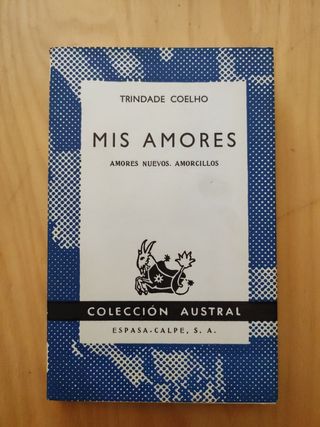 TRINDADE COELHO
MIS AMORES
AMORES NUEVOS. AMORCILLOS
COLECCIÓN AUSTRAL
ESPASA-CALPE, S. A.